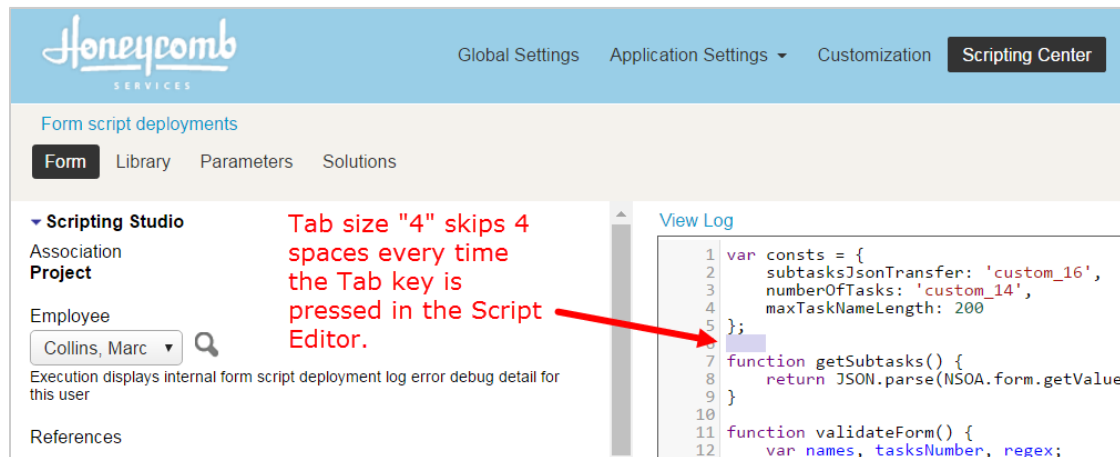 Honeycomb
SERVICES
Global Settings Application Settings Customization Scripting Center
Form script deployments
Form Library Parameters Solutions
Scripting Studio
Association
Project
Employee
Collins, Marc
Execution displays internal form script deployment log error debug detail for
this user
References
Tab size "4" skips 4
spaces every time
the Tab key is
pressed in the Script
Editor.
View Log
1 var consts = {
2 subtasksJsonTransfer: 'custom_16',
3 numberOfTasks: 'custom_14',
4 maxTaskNameLength: 200
5 };
6
7 function getSubtasks() {
8 return JSON.parse(NSOA.form.getValue
9 }
10
11 function validateForm() {
12 var names, tasksNumber, regex;